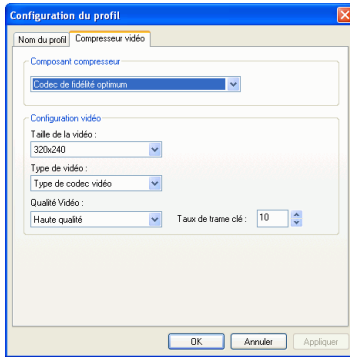 Configuration du profil
Nom du profil Compresseur vidéo
Composant compresseur
Codec de fidélité optimum
Configuration vidéo
Taille de la vidéo :
320x240
Type de vidéo :
Type de codec vidéo
Qualité Vidéo :
Haute qualité Taux de trame clé : 10
OK Annuler Appliquer